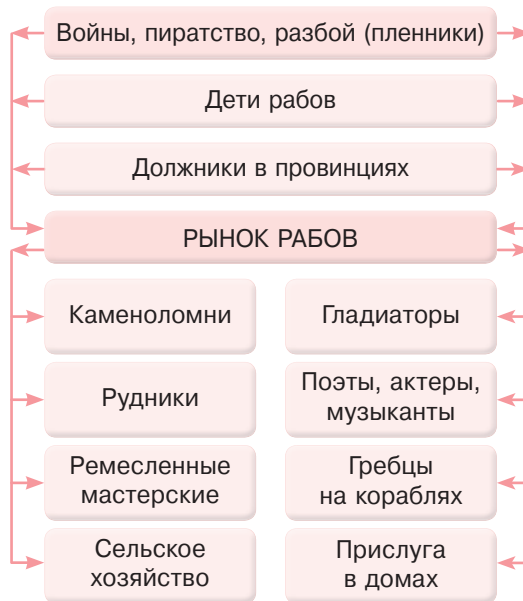 Войны, пиратство, разбой (пленники)
Дети рабов
Должники в провинциях
РЫНОК РАБОВ
Каменоломни
Гладиаторы
Рудники
Поэты, актеры,
музыканты
Ремесленные
мастерские
Гребцы
на кораблях
Сельское
хозяйство
Прислуга
в домах